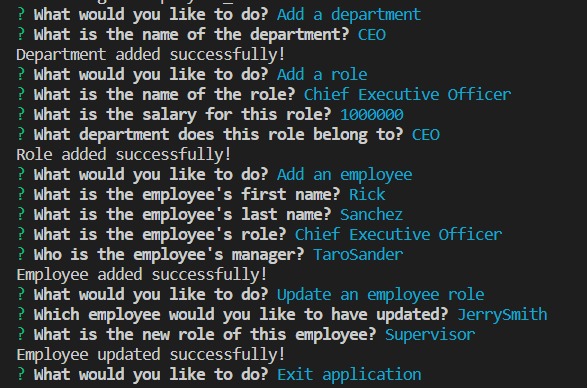 ? What would you like to do? Add a department
? What is the name of the department? CEO
Department added successfully!
? What would you like to do? Add a role
? What is the name of the role? Chief Executive Officer
? What is the salary for this role? 1000000
? What department does this role belong to? CEO
Role added successfully!
? What would you like to do? Add an employee
? What is the employee's first name? Rick
? What is the employee's last name? Sanchez
? What is the employee's role? Chief Executive Officer
? Who is the employee's manager? TaroSander
Employee added successfully!
? What would you like to do? Update an employee role
? Which employee would you like to have updated? JerrySmith
? What is the new role of this employee? Supervisor
Employee updated successfully!
? What would you like to do? Exit application